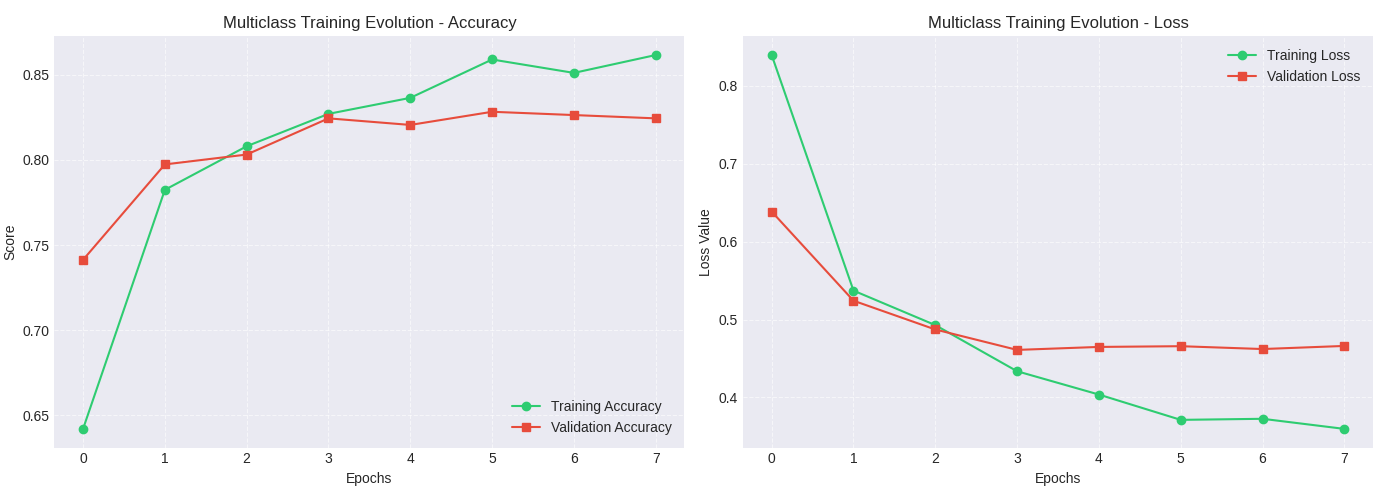 Multiclass Training Evolution - Accuracy
Score
0.85
0.80
0.75
0.70
0.65
Training Accuracy
Validation Accuracy
0 1 2 3 4 5 6 7
Epochs
Multiclass Training Evolution - Loss
Loss Value
Training Loss
Validation Loss
0.8
0.7
0.6
0.5
0.4
0 1 2 3 4 5 6 7
Epochs